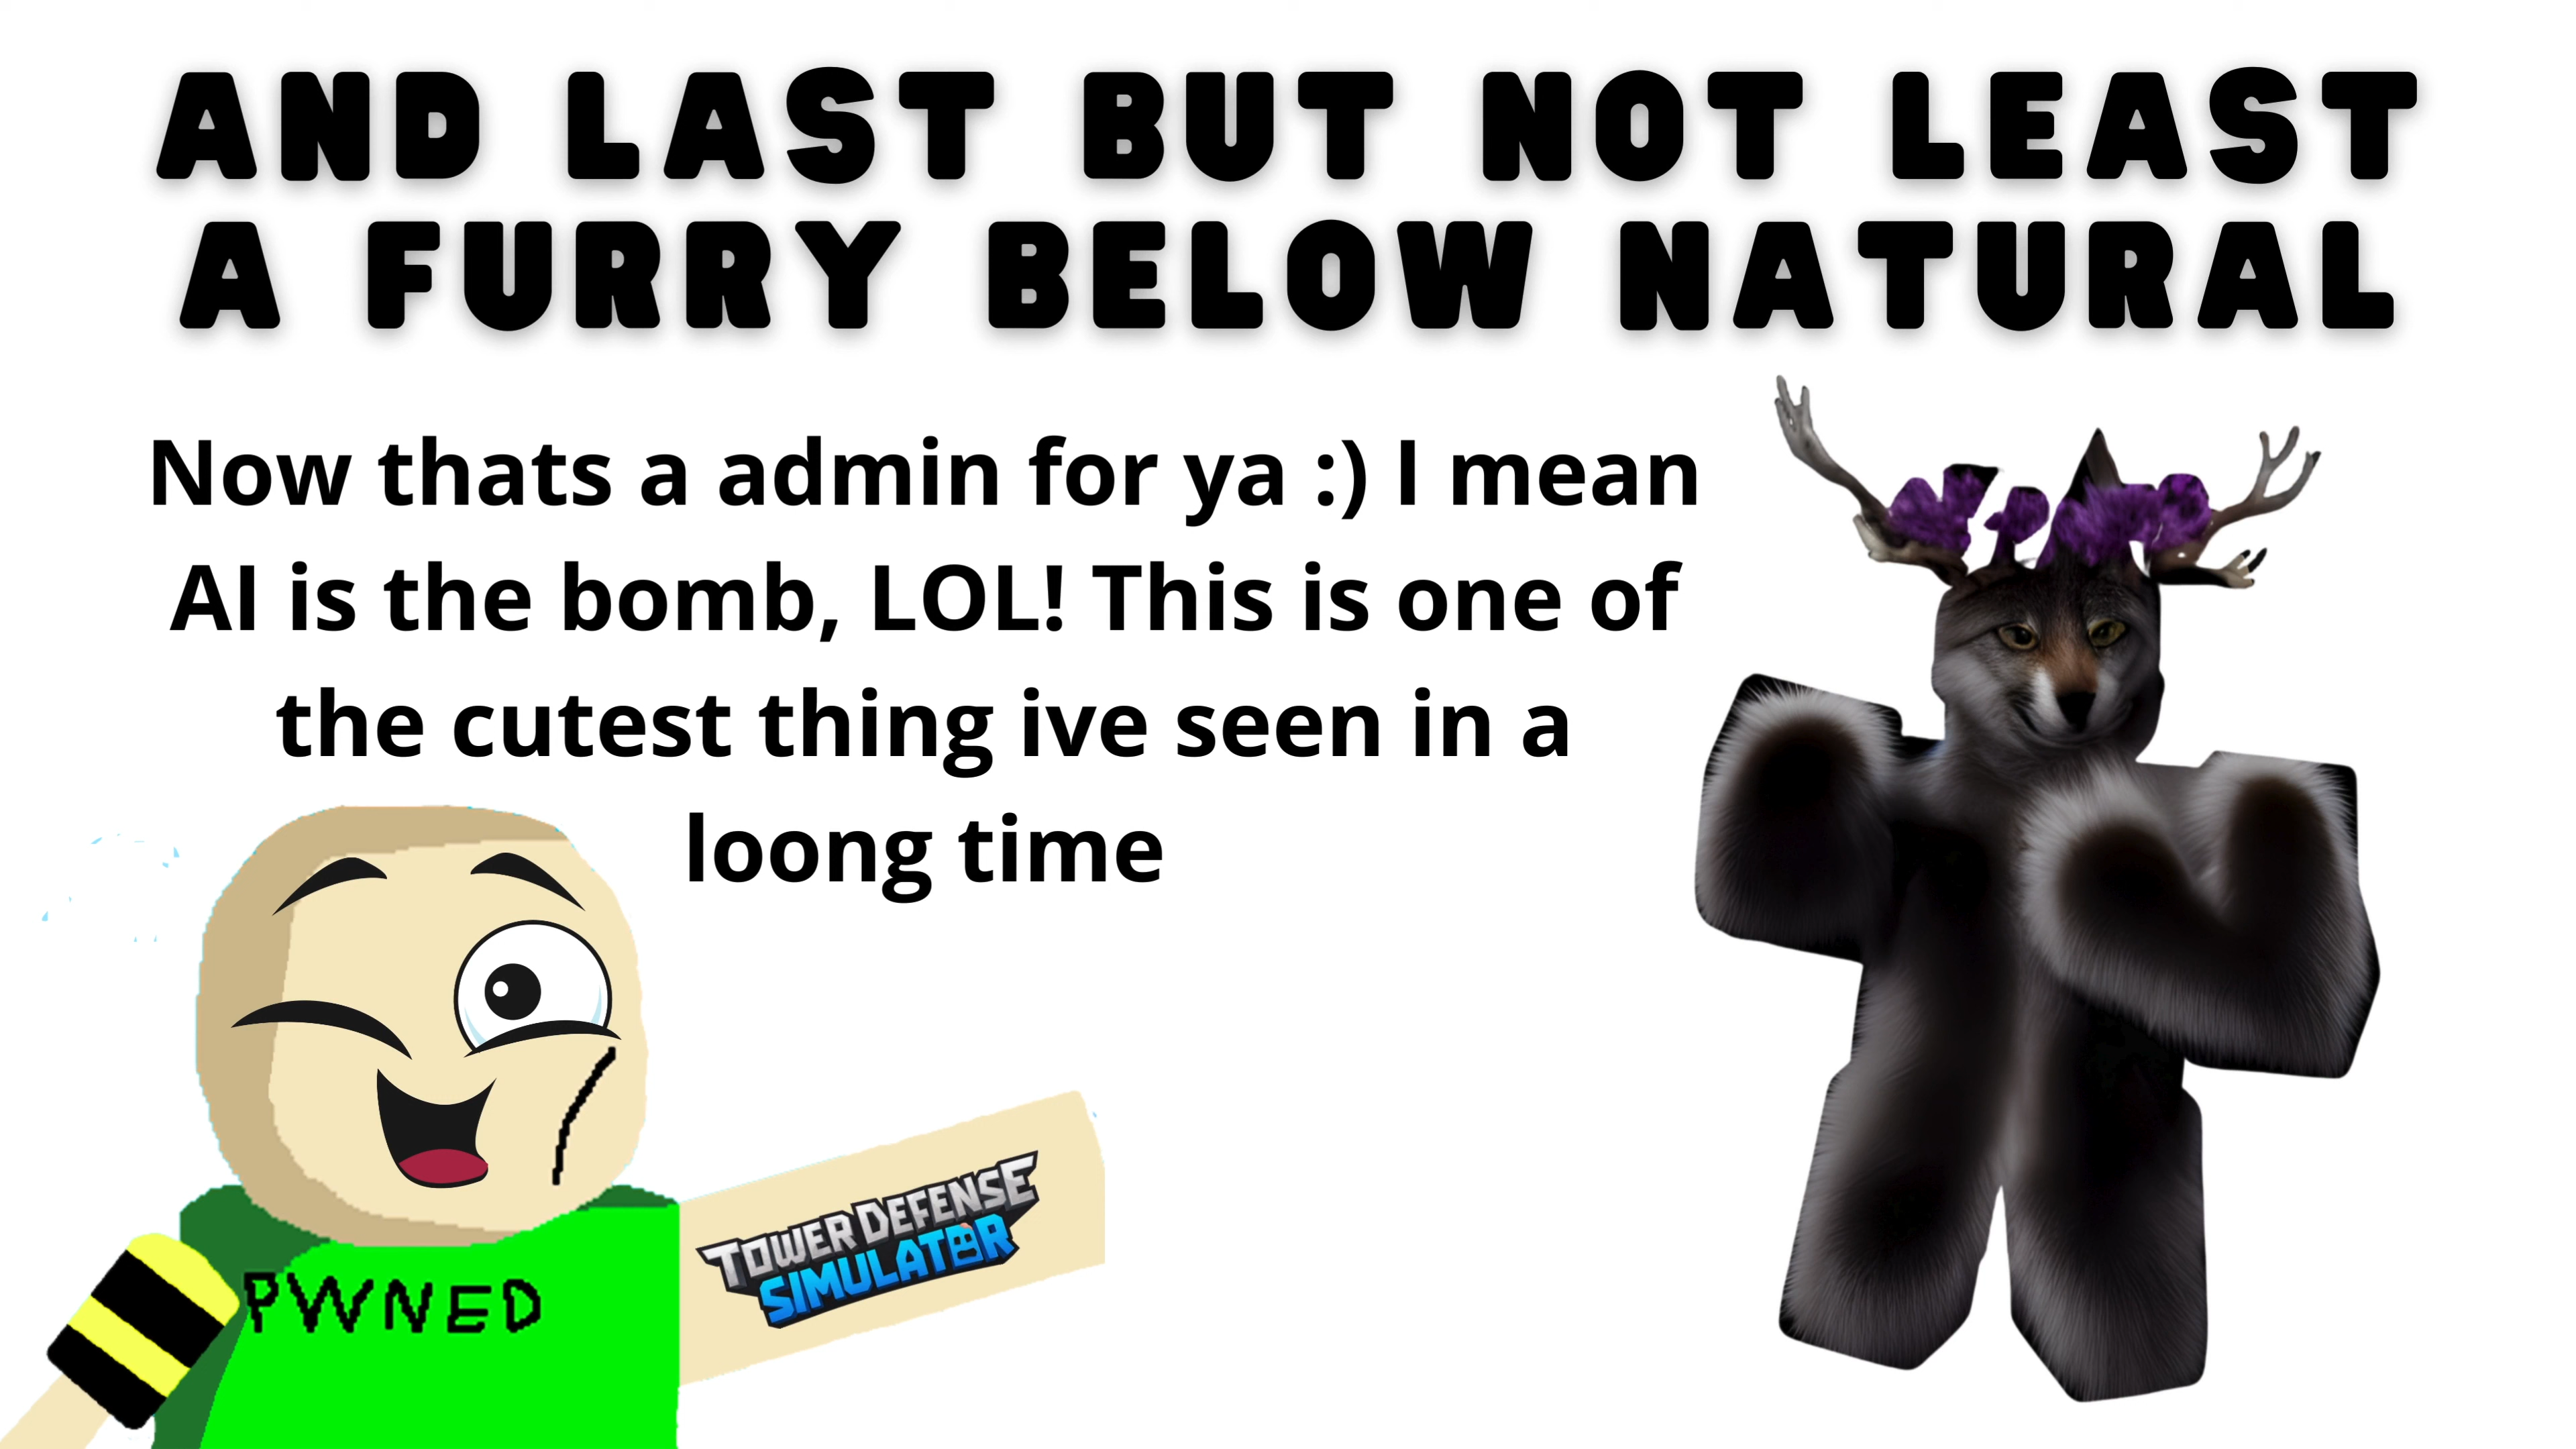 AND LAST BUT NOT LEAST
A FURRY BELOW NATURAL
Now thats a admin for ya :) I mean
AI is the bomb, LOL! This is one of
the cutest thing ive seen in a
loong time
PWNED
TOWER DEFENSE
SIMULATOR